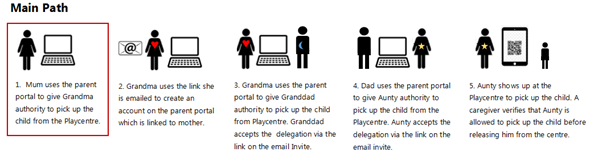 Main Path
@
1. Mum uses the parent
portal to give Grandma
authority to pick up the
child from the Playcentre.
2. Grandma uses the link she
is emailed to create an
account on the parent portal
which is linked to mother.
3. Grandma uses the parent
portal to give Granddad
authority to pick up the child
from Playcentre. Granddad
accepts the delegation via the
link on the email Invite.
4. Dad uses the parent portal
to give Aunty authority to
pick up the child from the
Playcentre. Aunty accepts the
delegation via the link on the
email invite.
5. Aunty shows up at the
Playcentre to pick up the child. A
caregiver verifies that Aunty is
allowed to pick up the child before
releasing him from the centre.